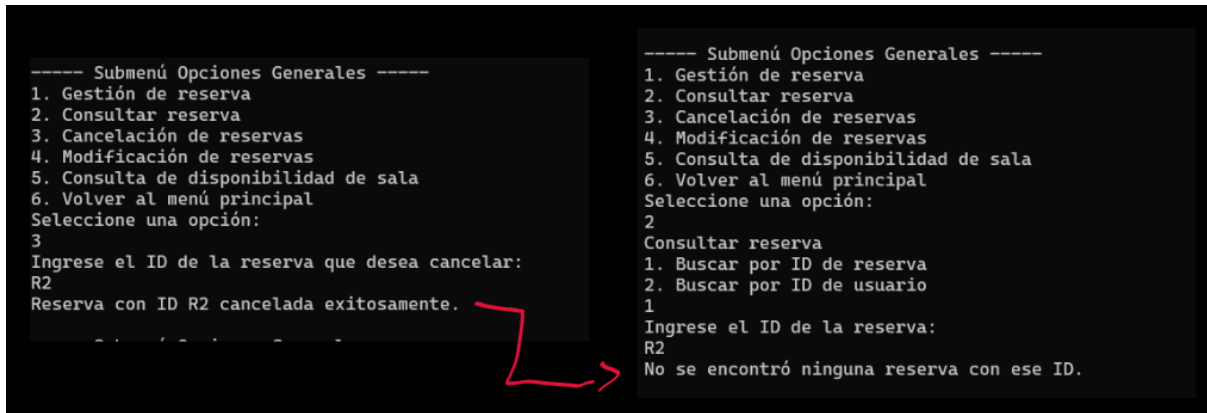 ----- Submenú Opciones Generales -----
1. Gestión de reserva
2. Consultar reserva
3. Cancelación de reservas
4. Modificación de reservas
5. Consulta de disponibilidad de sala
6. Volver al menú principal
Seleccione una opción:
3
Ingrese el ID de la reserva que desea cancelar:
R2
Reserva con ID R2 cancelada exitosamente.
----- Submenú Opciones Generales -----
1. Gestión de reserva
2. Consultar reserva
3. Cancelación de reservas
4. Modificación de reservas
5. Consulta de disponibilidad de sala
6. Volver al menú principal
Seleccione una opción:
2
Consultar reserva
1. Buscar por ID de reserva
2. Buscar por ID de usuario
1
Ingrese el ID de la reserva:
R2
No se encontró ninguna reserva con ese ID.